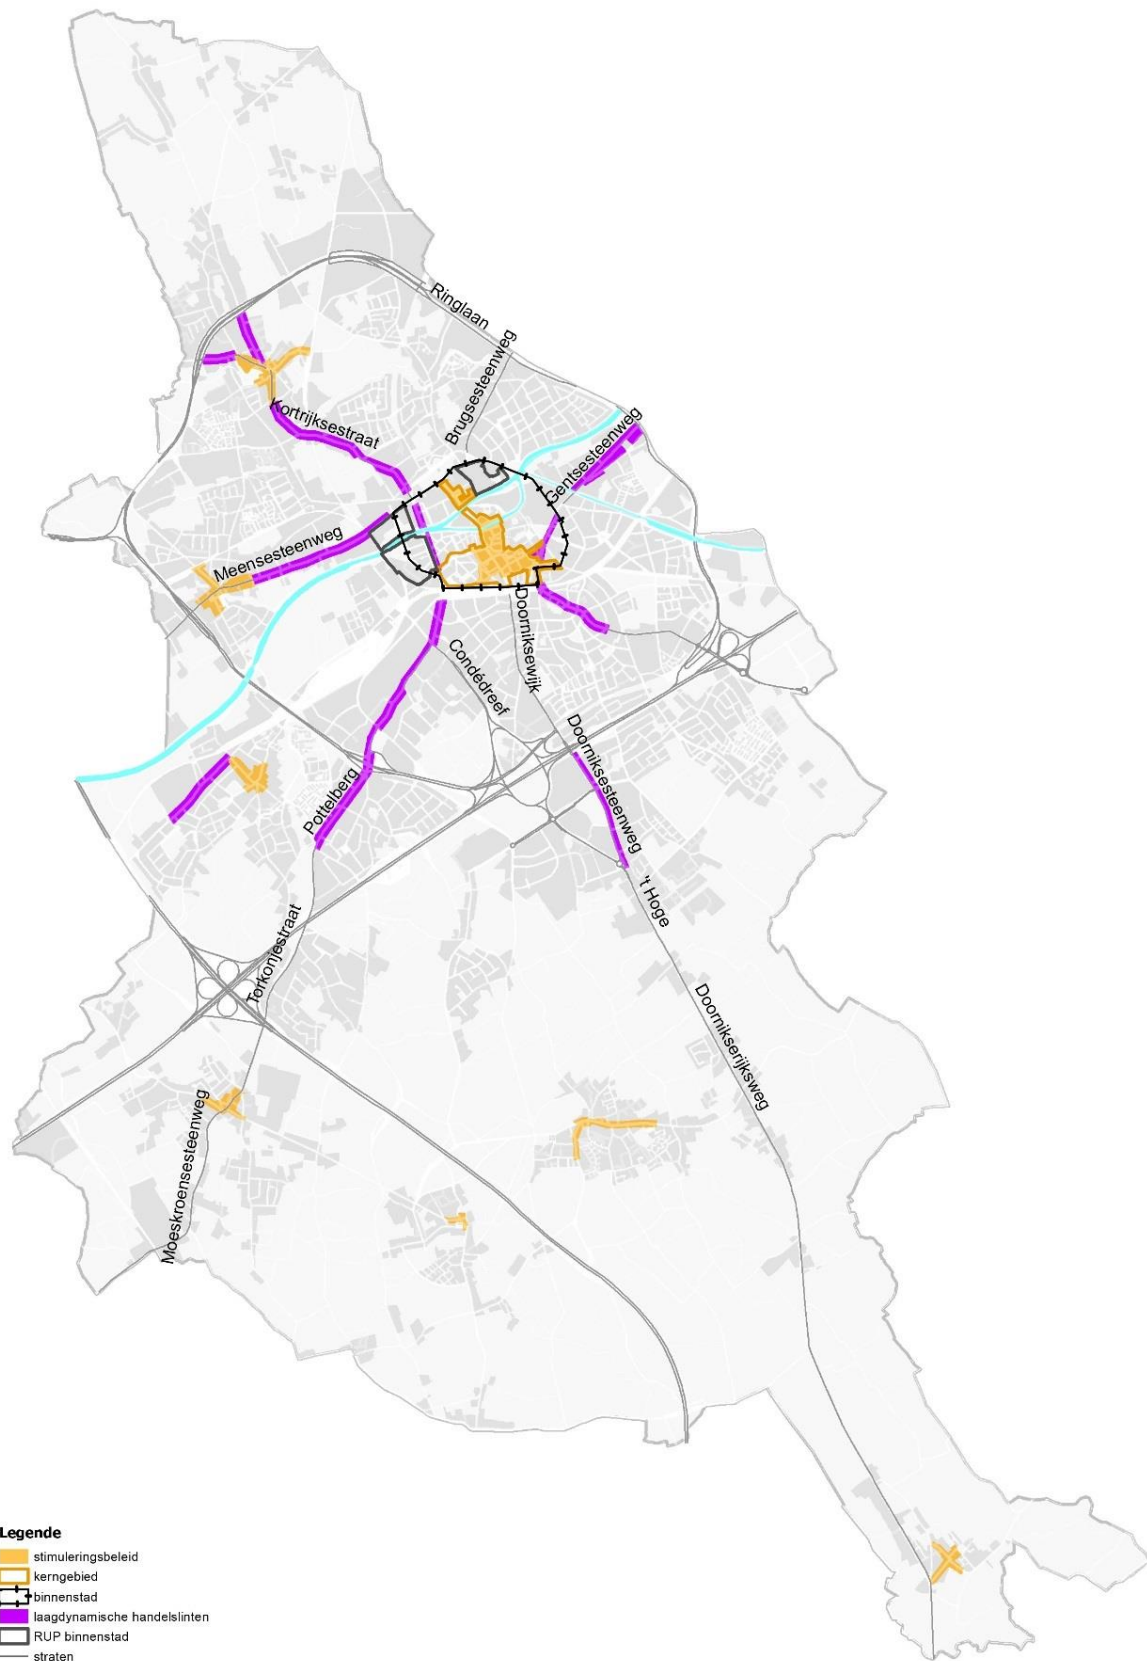 Ringlaan
Brugsesteenweg
Kortrijksestraat
Gentsesteenweg
Meensesteenweg
Doorniksewijk
Condédreef
Doorniksesteenweg
Pottelberg
't Hoge
Torkonjestraat
Doornikserijksweg
Moeskroensesteenweg
Legende
stimuleringsbeleid
kerngebied
binnenstad
laagdynamische handelslinten
RUP binnenstad
straten